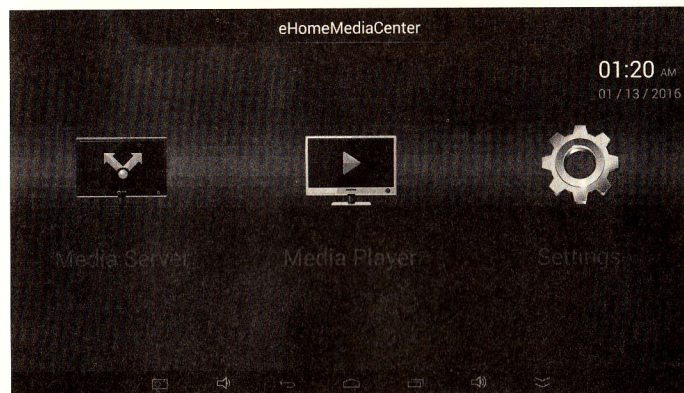 eHomeMediaCenter
01:20 AM
01 / 13 / 2016
Media Server
Media Player
Settings